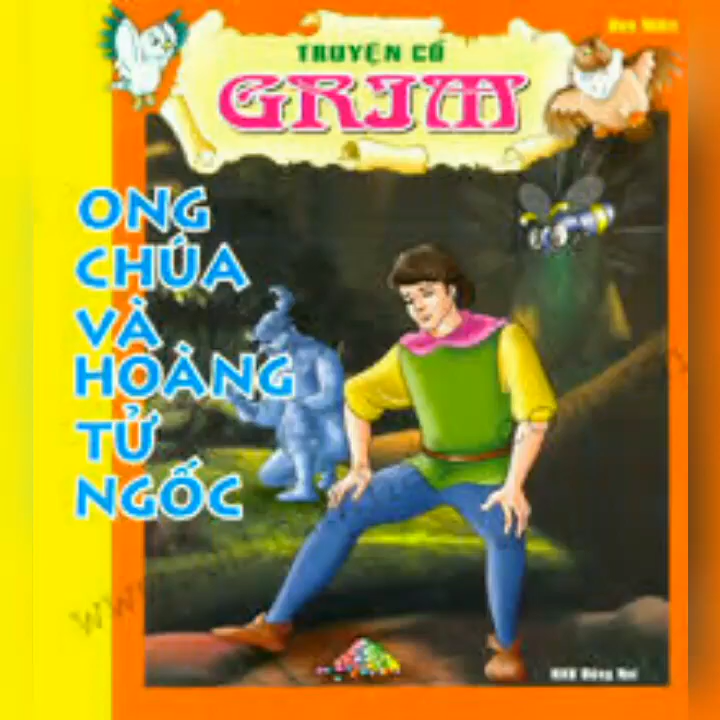 TRUYỆN CỔ
GRIM
ONG
CHÚA
VÀ
HOÀNG
TỬ
NGỐC